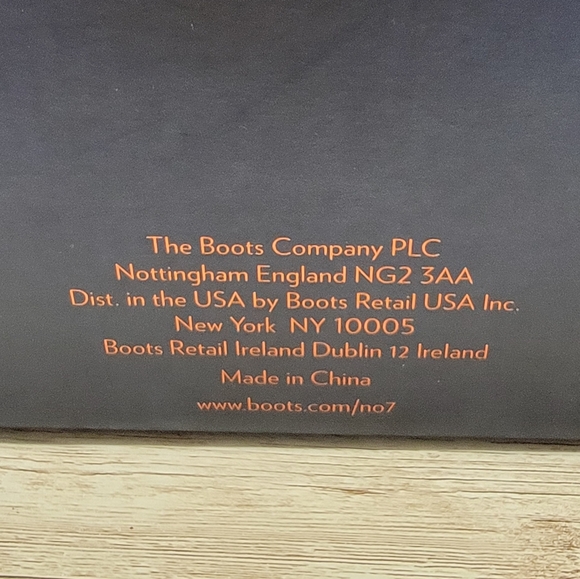 The Boots Company PLC
Nottingham England NG2 3AA
Dist. in the USA by Boots Retail USA Inc.
New York NY 10005
Boots Retail Ireland Dublin 12 Ireland
Made in China
www.boots.com/no7